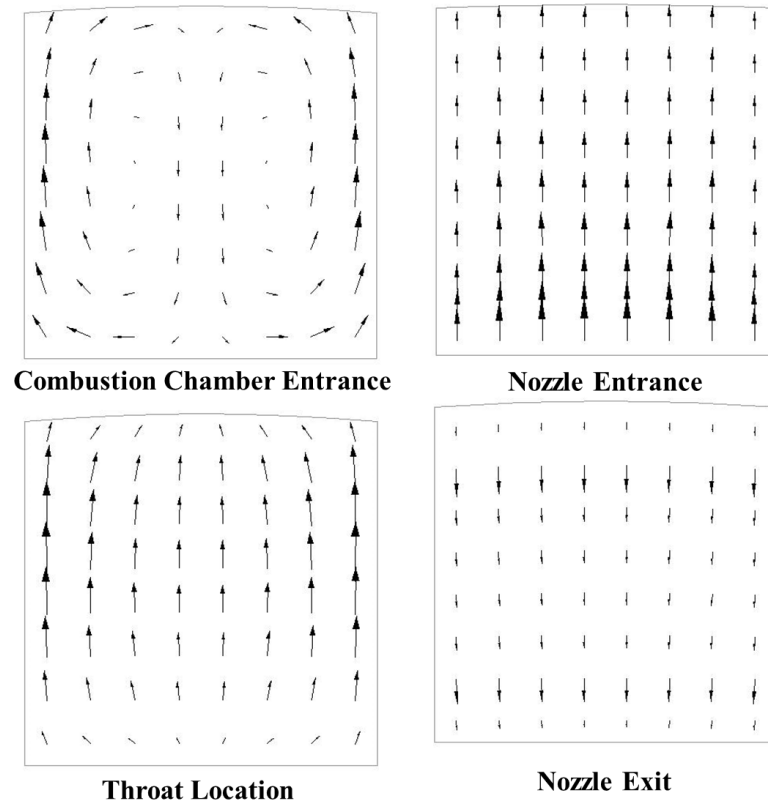 Combustion Chamber Entrance
Nozzle Entrance
Throat Location
Nozzle Exit